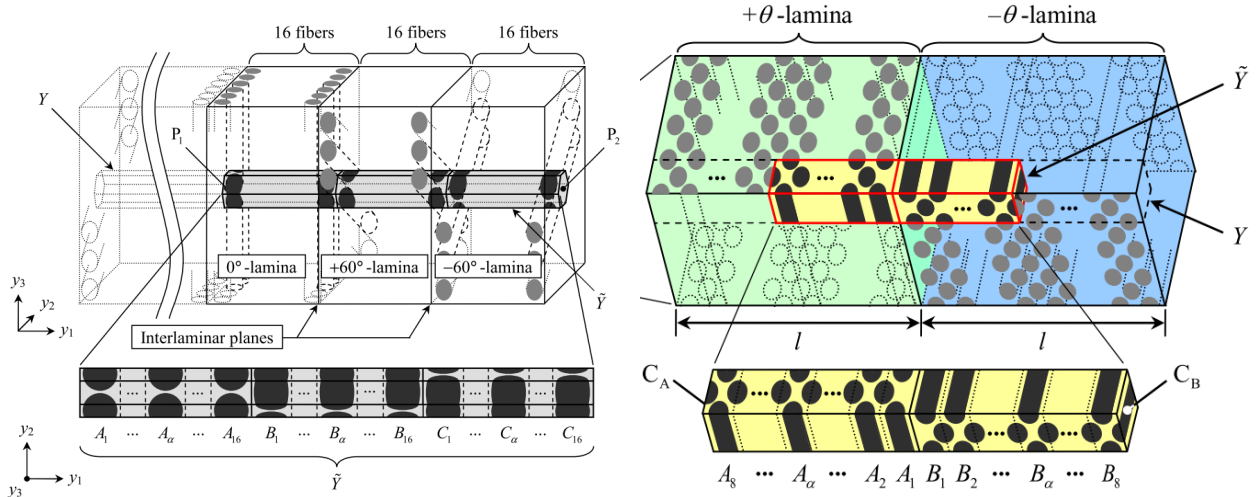 16 fibers 16 fibers 16 fibers
Y
P₁
P₂
0°-lamina +60°-lamina −60°-lamina
Ỹ
y₃
y₂
y₁
Interlaminar planes
... ... ... ... ... ...
A₁ ... Aα ... A₁₆ B₁ ... Bα ... B₁₆ C₁ ... Cα ... C₁₆
y₂
y₃
y₁
Ỹ
+θ-lamina −θ-lamina
Ỹ
... ...
... ...
Y
l l
C_A
C_B
... ...
... ...
A₈ ... Aα ... A₂ A₁ B₁ B₂ ... Bα ... B₈